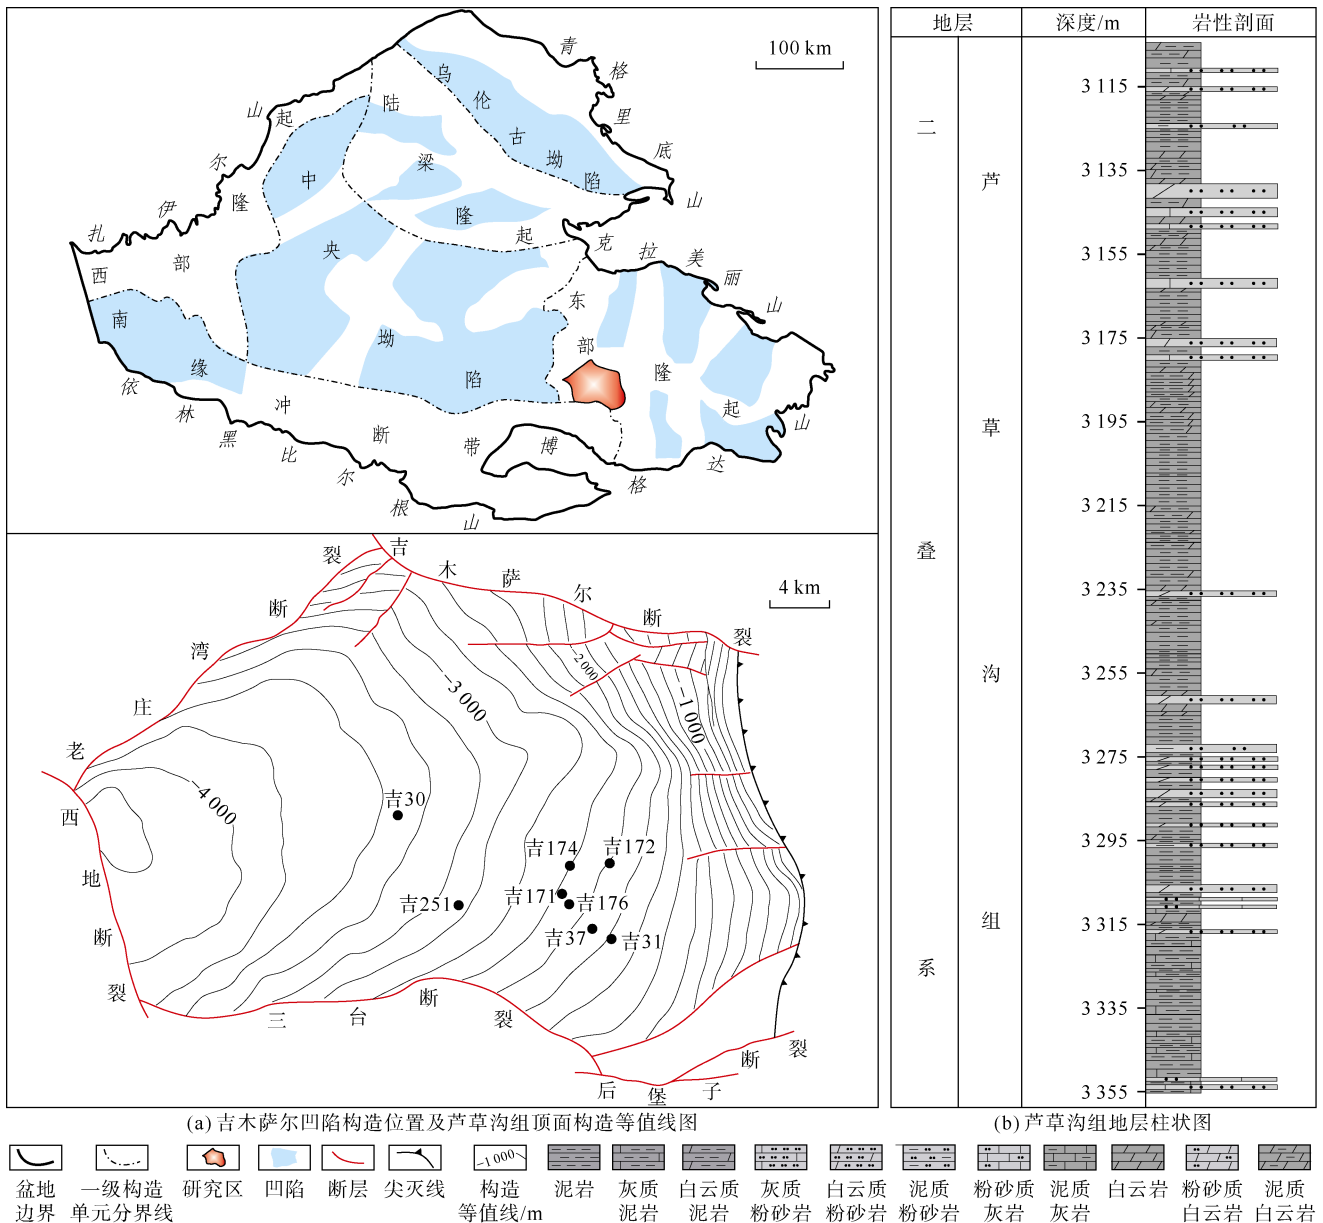 100 km
青格里底山
扎伊尔山
西部隆起
陆梁隆起
乌伦古坳陷
中央坳陷
克拉美丽山
东部隆起
南缘冲断带
依林黑比尔根山
博格达山
4 km
吉木萨尔断裂
老庄湾断裂
西地断裂
三台断裂
后堡子断裂
-1 000
-2 000
-3 000
-4 000
吉30
吉251
吉174
吉172
吉171
吉176
吉37
吉31
(a) 吉木萨尔凹陷构造位置及芦草沟组顶面构造等值线图
地层
深度/m
岩性剖面
二叠系
芦草沟组
3 115
3 135
3 155
3 175
3 195
3 215
3 235
3 255
3 275
3 295
3 315
3 335
3 355
(b) 芦草沟组地层柱状图
盆地
边界
一级构造
单元分界线
研究区
凹陷
断层
尖灭线
-1 000
构造
等值线/m
泥岩
灰质
泥岩
白云质
泥岩
灰质
粉砂岩
白云质
粉砂岩
泥质
粉砂岩
粉砂质
灰岩
泥质
灰岩
白云岩
粉砂质
白云岩
泥质
白云岩